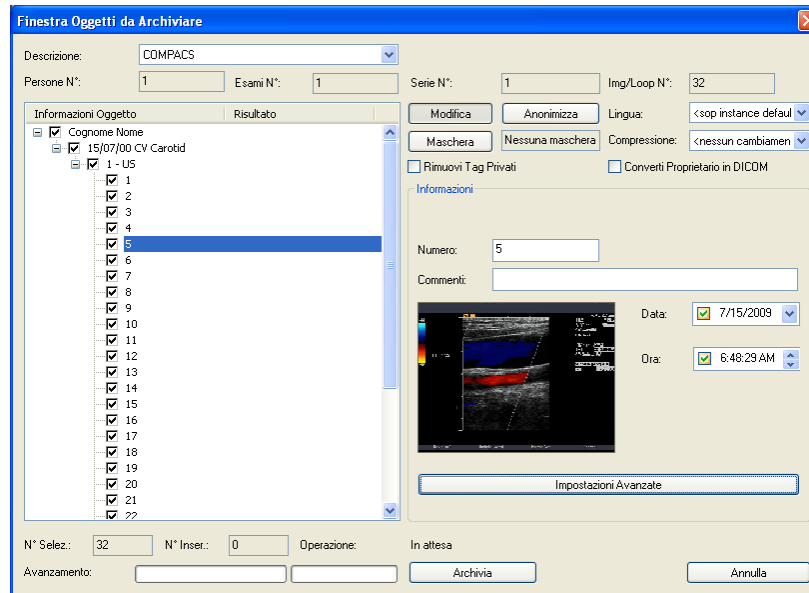 Finestra Oggetti da Archiviare
Descrizione: COMPACS
Persone N°: 1 Esami N°: 1 Serie N°: 1 Img/Loop N°: 32
Informazioni Oggetto Risultato
Modifica Anonimizza Lingua: <sop instance defaul
Maschera Nessuna maschera Compressione: <nessun cambiamen
Rimuovi Tag Privati Converti Proprietario in DICOM
Cognome Nome
15/07/00 CV Carotid
1 - US
1
2
3
4
5
6
7
8
9
10
11
12
13
14
15
16
17
18
19
20
21
22
Informazioni
Numero: 5
Commenti:
Data: 7/15/2009
Ora: 6:48:29 AM
Impostazioni Avanzate
N° Selez.: 32 N° Inser.: 0 Operazione: In attesa
Avanzamento: Archivia Annulla